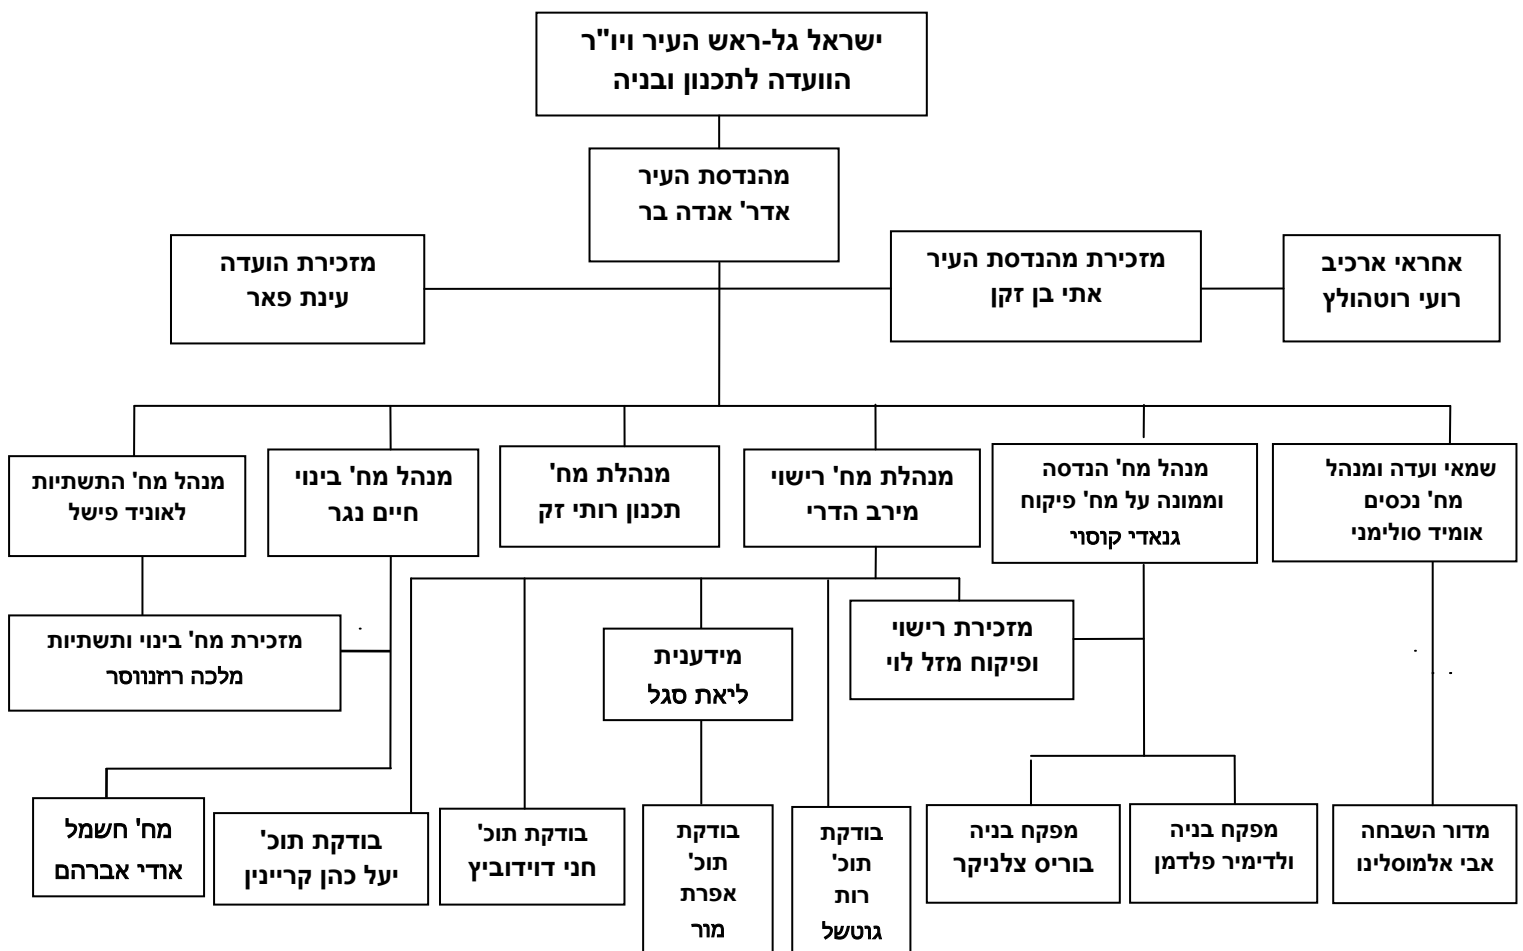 ישראל גל-ראש העיר ויו"ר
הוועדה לתכנון ובניה
מהנדסת העיר
אדר' אנדה בר
אחראי ארכיב
רועי רוטהולץ
מזכירת מהנדסת העיר
אתי בן זקן
מזכירת הועדה
עינת פאר
שמאי ועדה ומנהל
מח' נכסים
אומיד סולימני
מנהל מח' הנדסה
וממונה על מח' פיקוח
גנאדי קוסוי
מנהלת מח' רישוי
מירב הדרי
מנהלת מח'
תכנון רותי זק
מנהל מח' בינוי
חיים נגר
מנהל מח' התשתיות
לאוניד פישל
מזכירת רישוי
ופיקוח מזל לוי
מידענית
ליאת סגל
מזכירת מח' בינוי ותשתיות
מלכה רוזנווסר
מדור השבחה
אבי אלמוסלינו
מפקח בניה
ולדימיר פלדמן
מפקח בניה
בוריס צלניקר
בודקת
תוכ'
רות
גוטשל
בודקת
תוכ'
אפרת
מור
בודקת תוכ'
חני דוידוביץ
בודקת תוכ'
יעל כהן קריינין
מח' חשמל
אודי אברהם